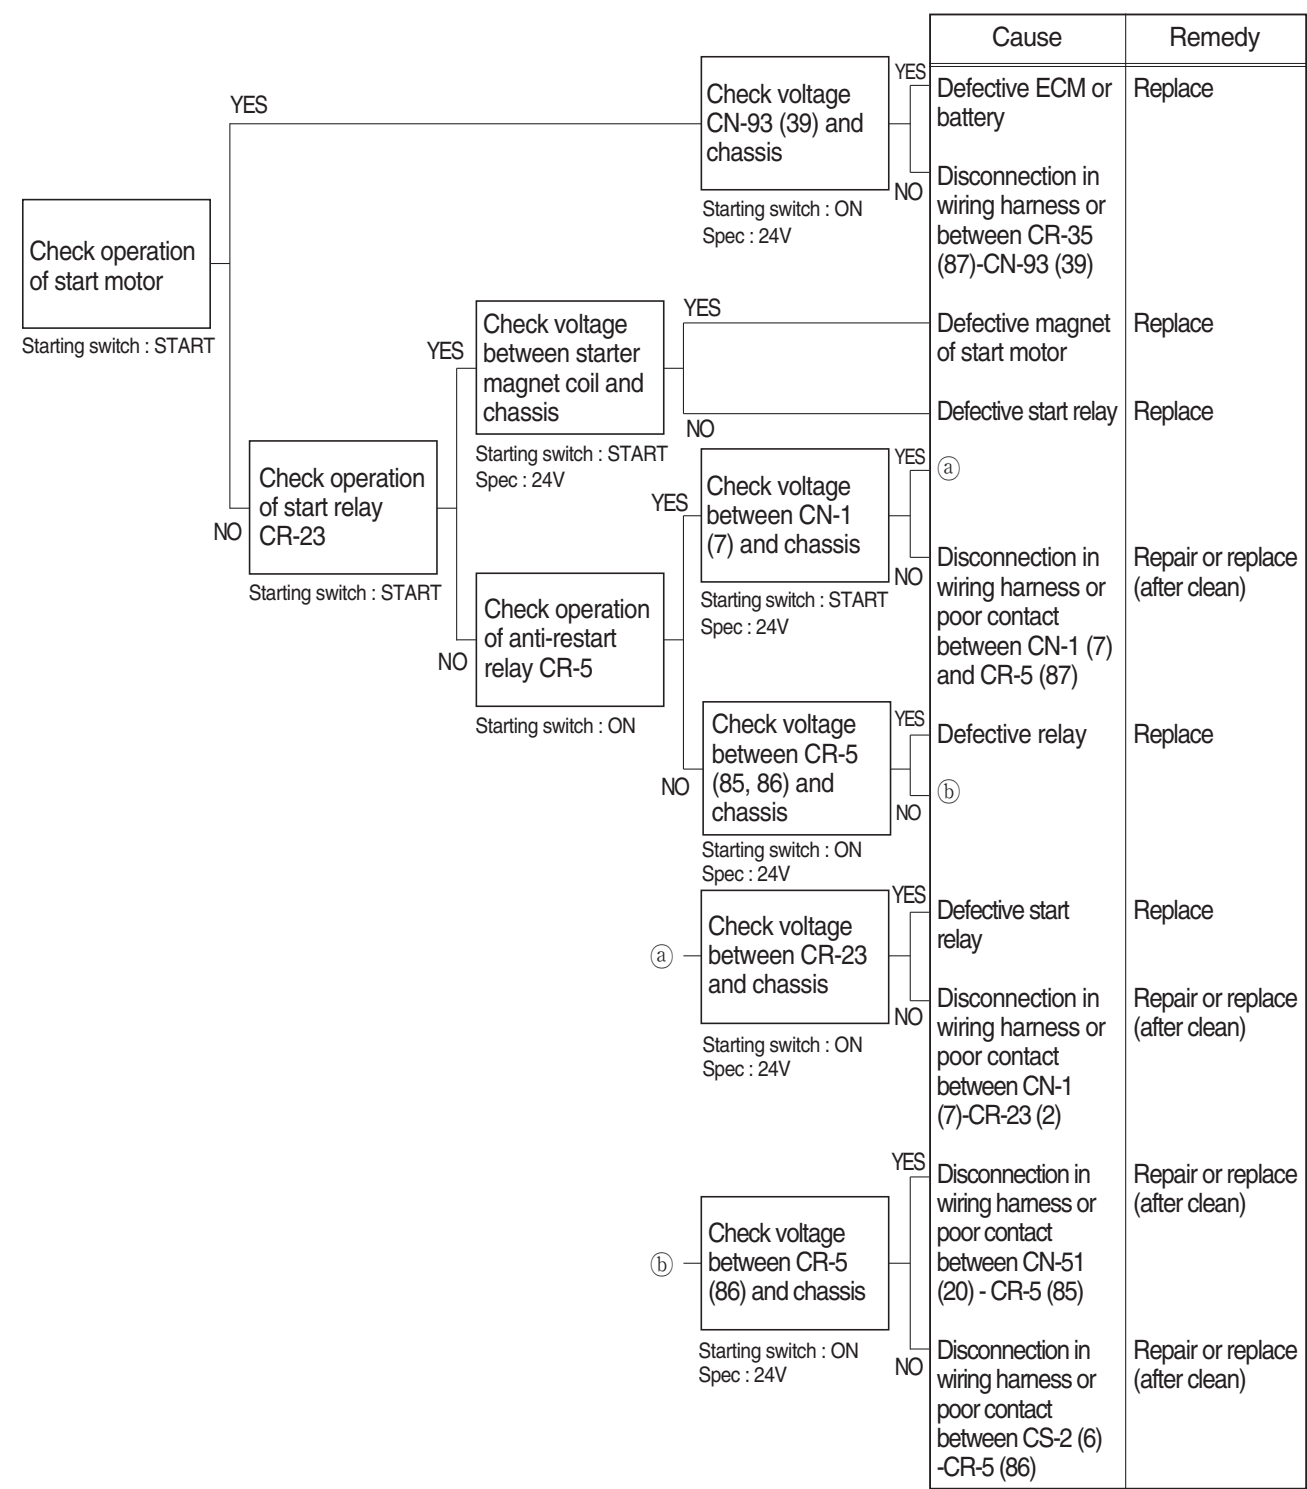 Cause
Remedy
YES
Check voltage
CN-93 (39) and
chassis
Starting switch : ON
Spec : 24V
YES
Defective ECM or
battery
Replace
NO
Disconnection in
wiring harness or
between CR-35
(87)-CN-93 (39)
Check operation
of start motor
Starting switch : START
YES
Check voltage
between starter
magnet coil and
chassis
Starting switch : START
Spec : 24V
YES
Defective magnet
of start motor
Replace
NO
Defective start relay
Replace
NO
Check operation
of start relay
CR-23
Starting switch : START
YES
Check voltage
between CN-1
(7) and chassis
Starting switch : START
Spec : 24V
YES
ⓐ
NO
Disconnection in
wiring harness or
poor contact
between CN-1 (7)
and CR-5 (87)
Repair or replace
(after clean)
NO
Check operation
of anti-restart
relay CR-5
Starting switch : ON
NO
Check voltage
between CR-5
(85, 86) and
chassis
Starting switch : ON
Spec : 24V
YES
Defective relay
Replace
NO
ⓑ
ⓐ
Check voltage
between CR-23
and chassis
Starting switch : ON
Spec : 24V
YES
Defective start
relay
Replace
NO
Disconnection in
wiring harness or
poor contact
between CN-1
(7)-CR-23 (2)
Repair or replace
(after clean)
ⓑ
Check voltage
between CR-5
(86) and chassis
Starting switch : ON
Spec : 24V
YES
Disconnection in
wiring harness or
poor contact
between CN-51
(20) - CR-5 (85)
Repair or replace
(after clean)
NO
Disconnection in
wiring harness or
poor contact
between CS-2 (6)
-CR-5 (86)
Repair or replace
(after clean)